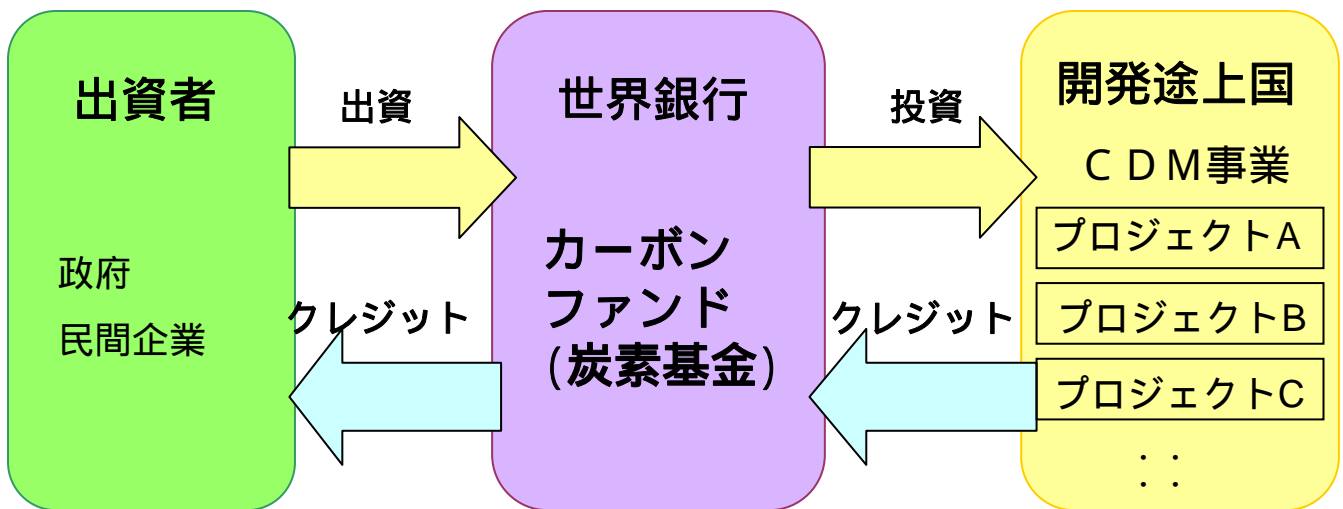 出資者
政府
民間企業
出資
クレジット
世界銀行
カーボン
ファンド
(炭素基金)
投資
クレジット
開発途上国
ＣＤＭ事業
プロジェクトA
プロジェクトB
プロジェクトC
：：